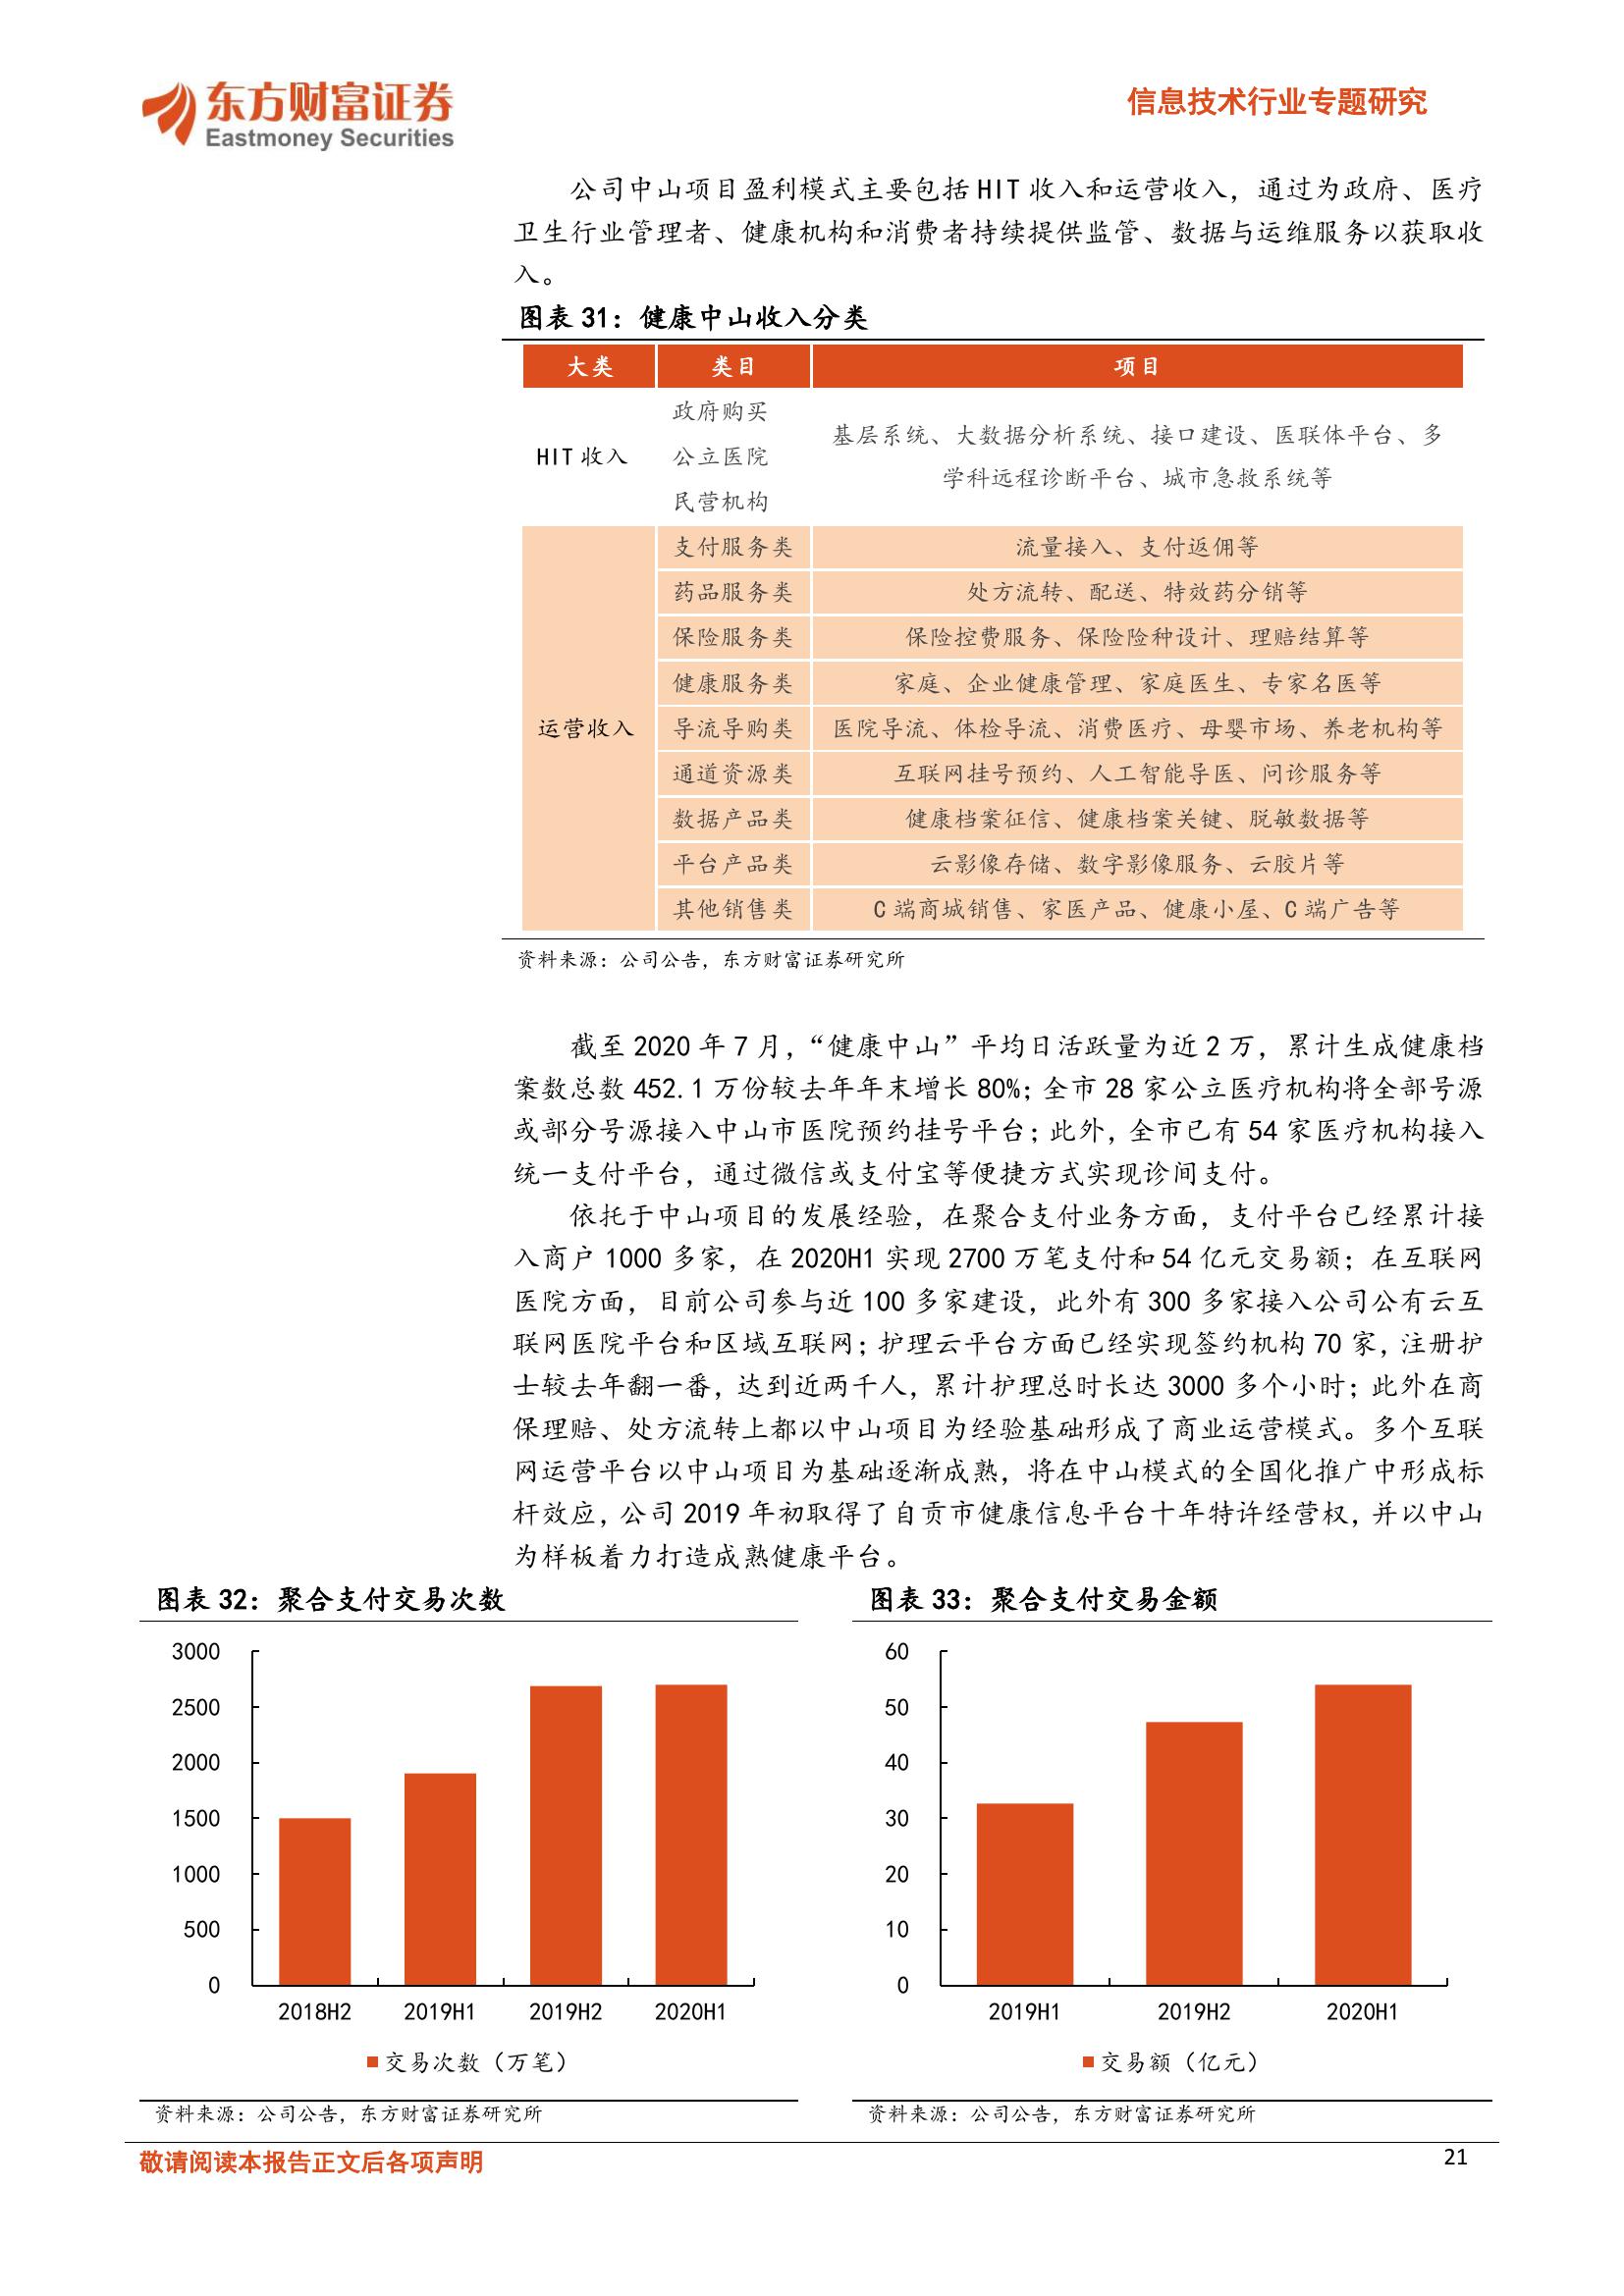 东方财富证券
Eastmoney Securities
信息技术行业专题研究
公司中山项目盈利模式主要包括 HIT 收入和运营收入，通过为政府、医疗
卫生行业管理者、健康机构和消费者持续提供监管、数据与运维服务以获取收
入。
图表 31：健康中山收入分类
大类 类目 项目
HIT 收入
政府购买
公立医院
民营机构
基层系统、大数据分析系统、接口建设、医联体平台、多
学科远程诊断平台、城市急救系统等
运营收入
支付服务类 流量接入、支付返佣等
药品服务类 处方流转、配送、特效药分销等
保险服务类 保险控费服务、保险险种设计、理赔结算等
健康服务类 家庭、企业健康管理、家庭医生、专家名医等
导流导购类 医院导流、体检导流、消费医疗、母婴市场、养老机构等
通道资源类 互联网挂号预约、人工智能导医、问诊服务等
数据产品类 健康档案征信、健康档案关键、脱敏数据等
平台产品类 云影像存储、数字影像服务、云胶片等
其他销售类 C 端商城销售、家医产品、健康小屋、C 端广告等
资料来源：公司公告，东方财富证券研究所
截至 2020 年 7 月，“健康中山”平均日活跃量为近 2 万，累计生成健康档
案数总数 452.1 万份较去年年末增长 80%；全市 28 家公立医疗机构将全部号源
或部分号源接入中山市医院预约挂号平台；此外，全市已有 54 家医疗机构接入
统一支付平台，通过微信或支付宝等便捷方式实现诊间支付。
依托于中山项目的发展经验，在聚合支付业务方面，支付平台已经累计接
入商户 1000 多家，在 2020H1 实现 2700 万笔支付和 54 亿元交易额；在互联网
医院方面，目前公司参与近 100 多家建设，此外有 300 多家接入公司公有云互
联网医院平台和区域互联网；护理云平台方面已经实现签约机构 70 家，注册护
士较去年翻一番，达到近两千人，累计护理总时长达 3000 多个小时；此外在商
保理赔、处方流转上都以中山项目为经验基础形成了商业运营模式。多个互联
网运营平台以中山项目为基础逐渐成熟，将在中山模式的全国化推广中形成标
杆效应，公司 2019 年初取得了自贡市健康信息平台十年特许经营权，并以中山
为样板着力打造成熟健康平台。
图表 32：聚合支付交易次数
3000
2500
2000
1500
1000
500
0
2018H2 2019H1 2019H2 2020H1
交易次数（万笔）
资料来源：公司公告，东方财富证券研究所
图表 33：聚合支付交易金额
60
50
40
30
20
10
0
2019H1 2019H2 2020H1
交易额（亿元）
资料来源：公司公告，东方财富证券研究所
敬请阅读本报告正文后各项声明
21